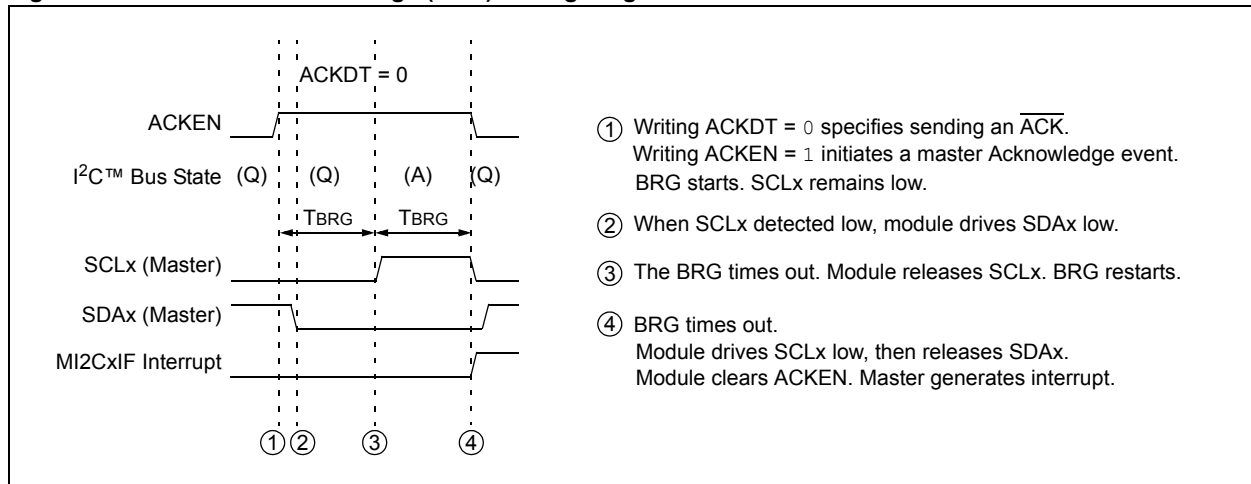 ACKDT = 0
ACKEN
I²C™ Bus State (Q) (Q) (A) (Q)
TBRG TBRG
SCLx (Master)
SDAx (Master)
MI2CxIF Interrupt
① ② ③ ④
① Writing ACKDT = 0 specifies sending an A̅C̅K̅.
Writing ACKEN = 1 initiates a master Acknowledge event.
BRG starts. SCLx remains low.
② When SCLx detected low, module drives SDAx low.
③ The BRG times out. Module releases SCLx. BRG restarts.
④ BRG times out.
Module drives SCLx low, then releases SDAx.
Module clears ACKEN. Master generates interrupt.